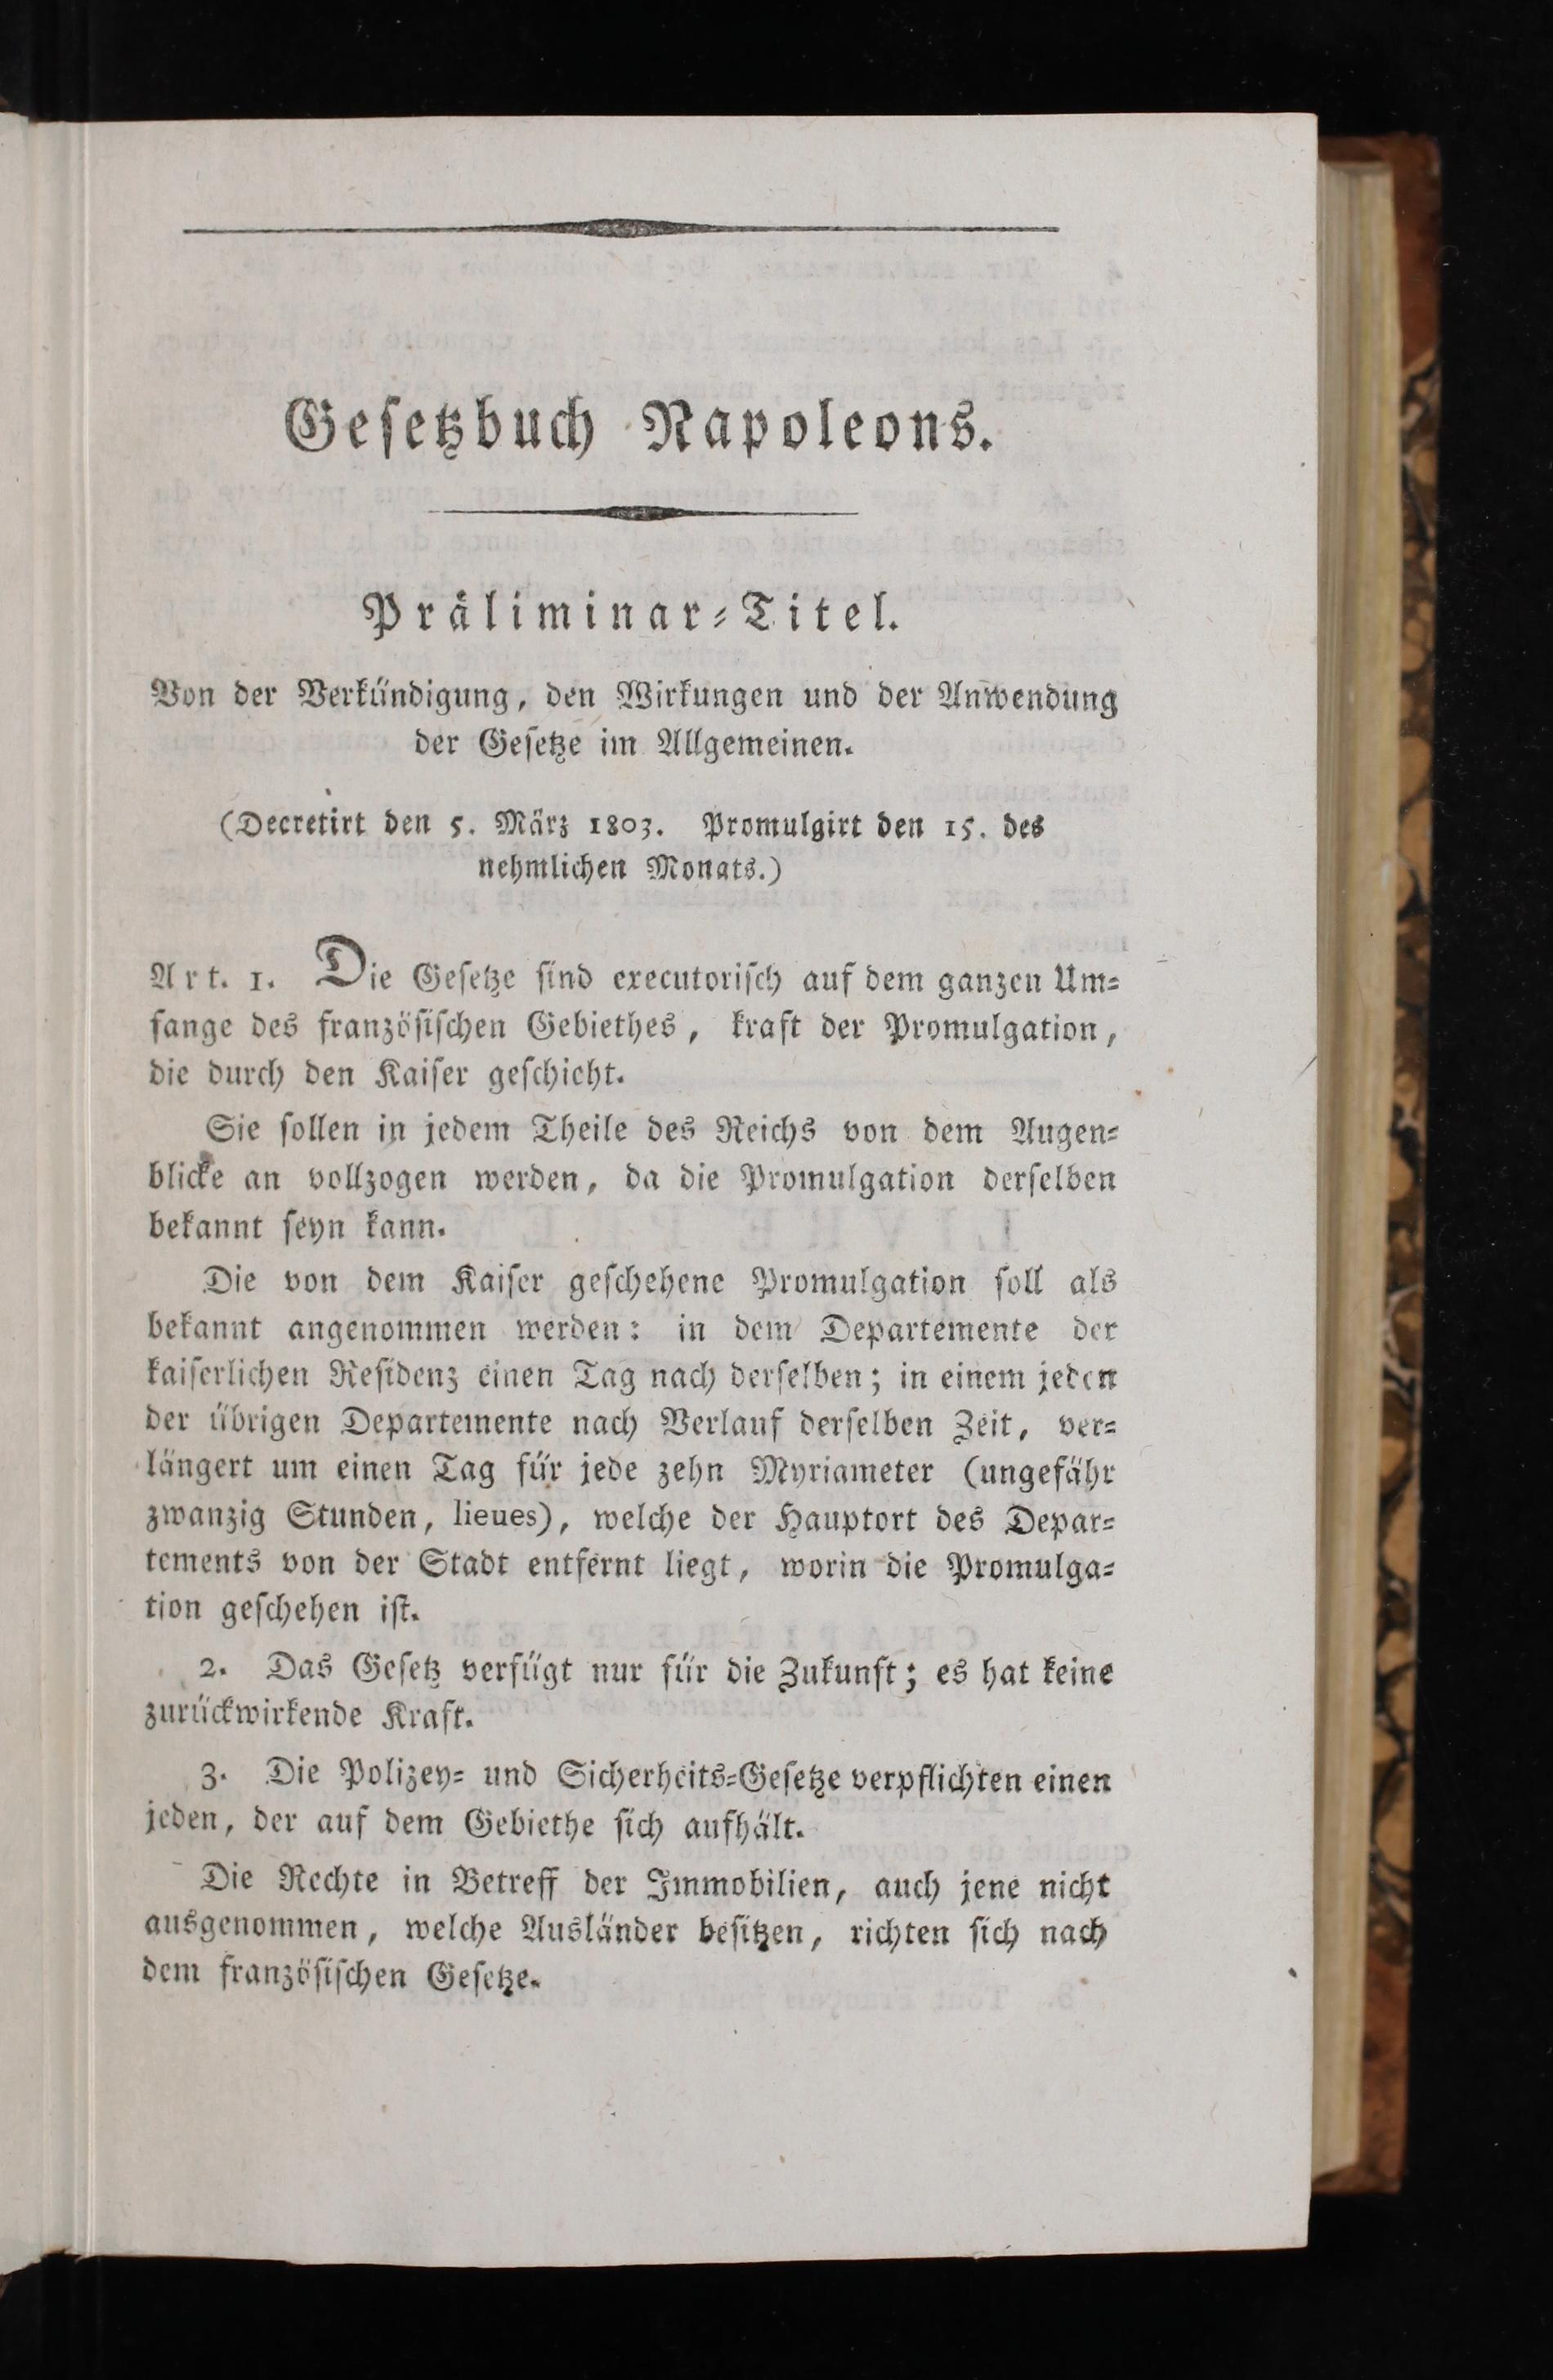 Gesetzbuch Napoleons.
Präliminar-Titel.
Von der Verkündigung, den Wirkungen und der Anwendung
der Gesetze im Allgemeinen.
(Decretirt den 5. März 1803. Promulgirt den 15. des
nehmlichen Monats.)
Art. 1. Die Gesetze sind executorisch auf dem ganzen Um-
fange des französischen Gebiethes, kraft der Promulgation,
die durch den Kaiser geschieht.
Sie sollen in jedem Theile des Reichs von dem Augen-
blicke an vollzogen werden, da die Promulgation derselben
bekannt seyn kann.
Die von dem Kaiser geschehene Promulgation soll als
bekannt angenommen werden: in dem Departemente der
kaiserlichen Residenz einen Tag nach derselben; in einem jeden
der übrigen Departemente nach Verlauf derselben Zeit, ver-
längert um einen Tag für jede zehn Myriameter (ungefähr
zwanzig Stunden, lieues), welche der Hauptort des Depar-
tements von der Stadt entfernt liegt, worin die Promulga-
tion geschehen ist.
2. Das Gesetz verfügt nur für die Zukunft; es hat keine
zurückwirkende Kraft.
3. Die Polizey- und Sicherheits-Gesetze verpflichten einen
jeden, der auf dem Gebiethe sich aufhält.
Die Rechte in Betreff der Immobilien, auch jene nicht
ausgenommen, welche Ausländer besitzen, richten sich nach
dem französischen Gesetze.